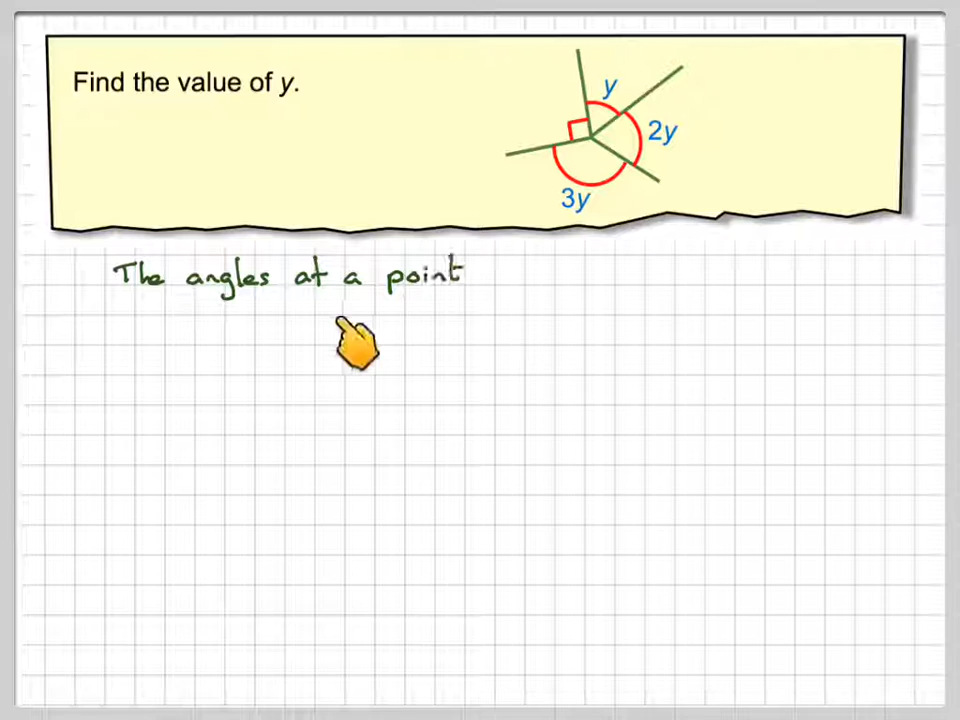 Find the value of y.
y
2y
3y
The angles at a point